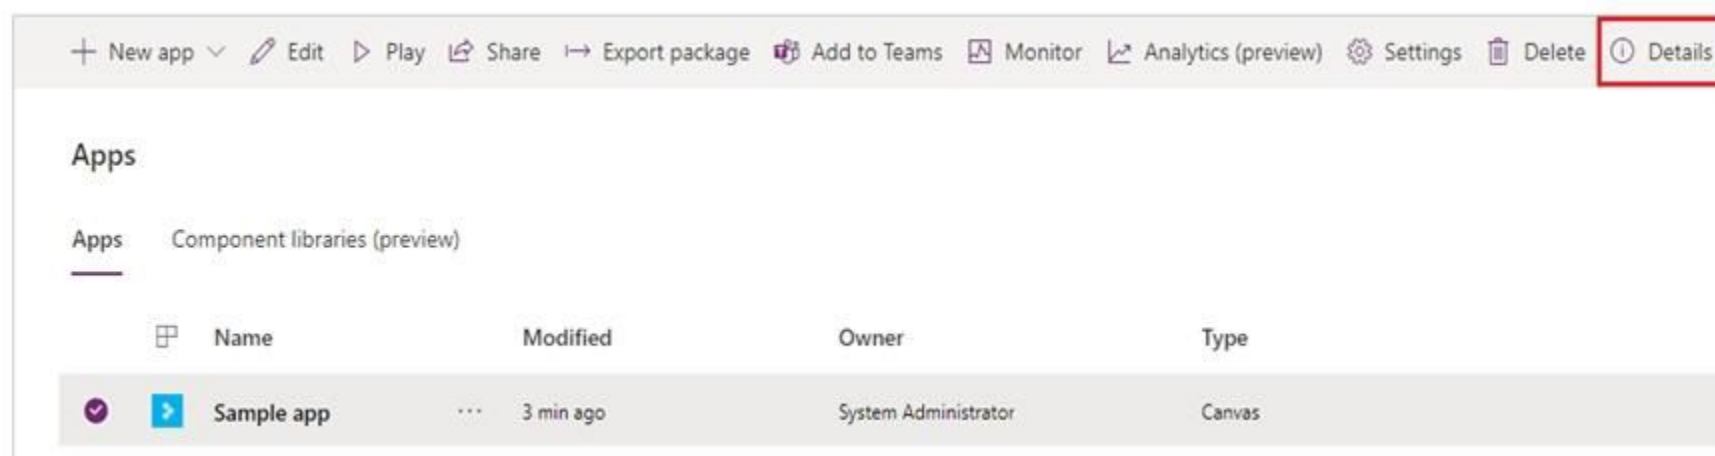 New app Edit Play Share Export package Add to Teams Monitor Analytics (preview) Settings Delete Details
Apps
Apps Component libraries (preview)
Name Modified Owner Type
Sample app ... 3 min ago System Administrator Canvas